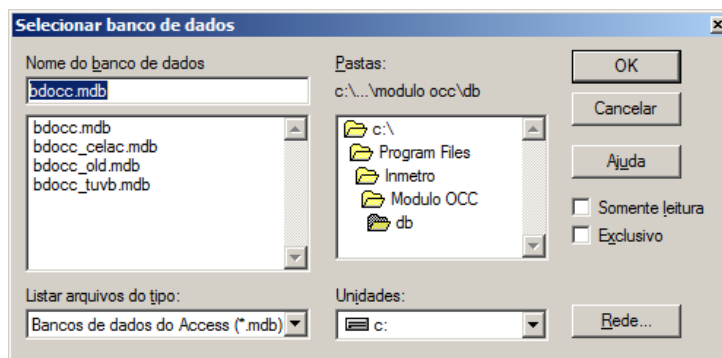 Selecionar banco de dados
Nome do banco de dados
bdocc.mdb
bdocc.mdb
bdocc_celac.mdb
bdocc_old.mdb
bdocc_tuvb.mdb
Listar arquivos do tipo:
Bancos de dados do Access (*.mdb)
Pastas:
c:\...\modulo occ\db
c:\
Program Files
Inmetro
Modulo OCC
db
Unidades:
c:
OK
Cancelar
Ajuda
Somente leitura
Exclusivo
Rede...